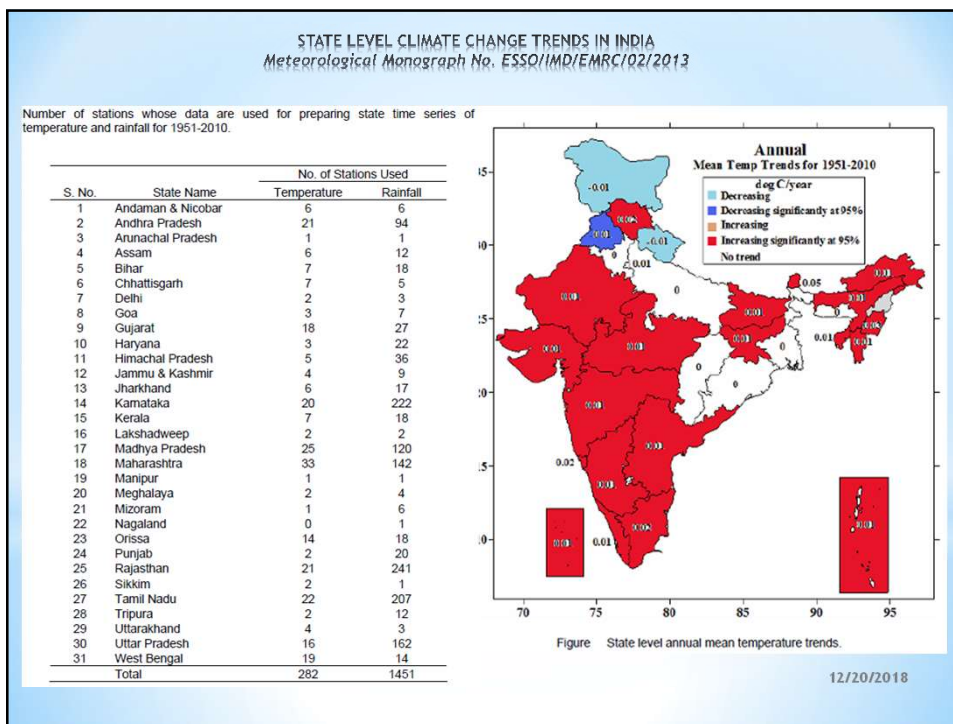 STATE LEVEL CLIMATE CHANGE TRENDS IN INDIA
Meteorological Monograph No. ESSO/IMD/EMRC/02/2013
Number of stations whose data are used for preparing state time series of
temperature and rainfall for 1951-2010.
No. of Stations Used
S. No. State Name Temperature Rainfall
1 Andaman & Nicobar 6 6
2 Andhra Pradesh 21 94
3 Arunachal Pradesh 1 1
4 Assam 6 12
5 Bihar 7 18
6 Chhattisgarh 7 5
7 Delhi 2 3
8 Goa 3 7
9 Gujarat 18 27
10 Haryana 3 22
11 Himachal Pradesh 5 36
12 Jammu & Kashmir 4 9
13 Jharkhand 6 17
14 Karnataka 20 222
15 Kerala 7 18
16 Lakshadweep 2 2
17 Madhya Pradesh 25 120
18 Maharashtra 33 142
19 Manipur 1 1
20 Meghalaya 2 4
21 Mizoram 1 6
22 Nagaland 0 1
23 Orissa 14 18
24 Punjab 2 20
25 Rajasthan 21 241
26 Sikkim 2 1
27 Tamil Nadu 22 207
28 Tripura 2 12
29 Uttarakhand 4 3
30 Uttar Pradesh 16 162
31 West Bengal 19 14
Total 282 1451
Annual
Mean Temp Trends for 1951-2010
deg C/year
Decreasing
Decreasing significantly at 95%
Increasing
Increasing significantly at 95%
No trend
-0.01
-0.01
0
0.01
0
0.05
0
0.01
0
0
0
0.02
0.01
70 75 80 85 90 95
Figure State level annual mean temperature trends.
12/20/2018